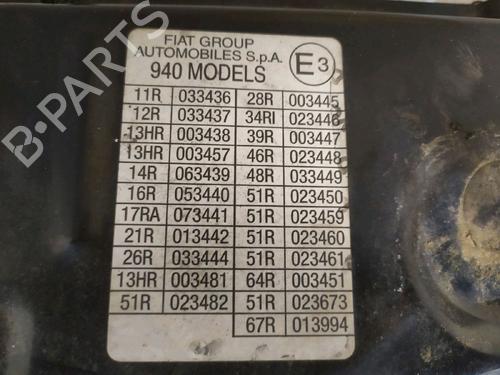 FIAT GROUP
AUTOMOBILES S.p.A.
940 MODELS
E3
11R 033436 28R 003445
12R 033437 34RI 023446
13HR 003438 39R 003447
13HR 003457 46R 023448
14R 063439 48R 033449
16R 053440 51R 023450
17RA 073441 51R 023459
21R 013442 51R 023460
26R 033444 51R 023461
13HR 003481 64R 003451
51R 023482 51R 023673
67R 013994
B-PARTS